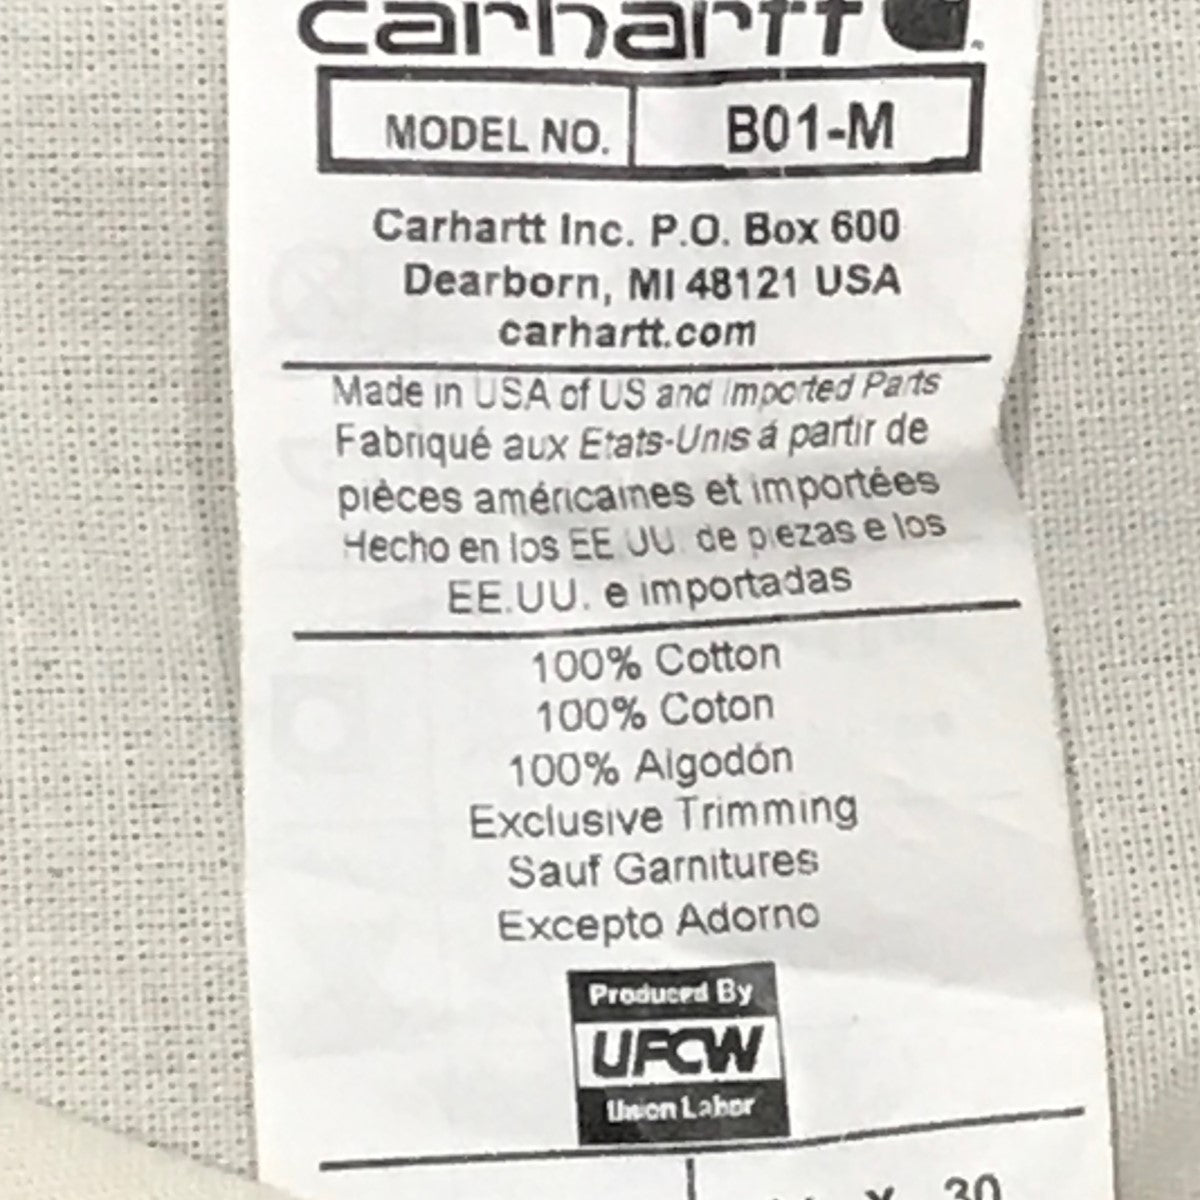 carhartt
MODEL NO. B01-M
Carhartt Inc. P.O. Box 600
Dearborn, MI 48121 USA
carhartt.com
Made in USA of US and Imported Parts
Fabriqué aux Etats-Unis á partir de
pièces américaines et importées
Hecho en los EE UU. de piezas e los
EE.UU. e importadas
100% Cotton
100% Coton
100% Algodón
Exclusive Trimming
Sauf Garnitures
Excepto Adorno
Produced By
UFCW
Union Labor
x 30